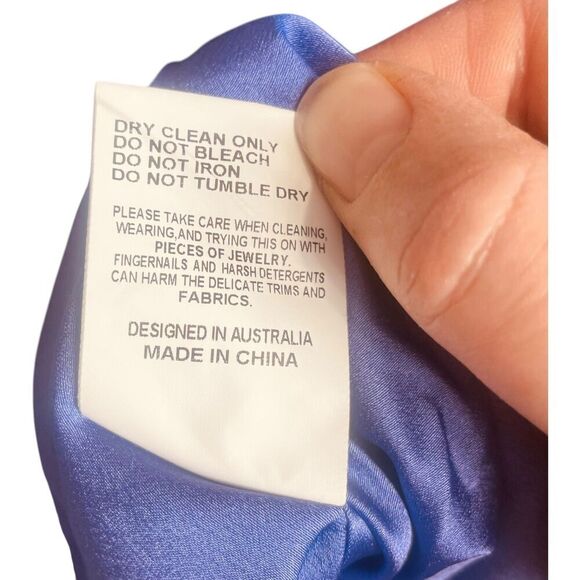 DRY CLEAN ONLY
DO NOT BLEACH
DO NOT IRON
DO NOT TUMBLE DRY
PLEASE TAKE CARE WHEN CLEANING,
WEARING,AND TRYING THIS ON WITH
PIECES OF JEWELRY.
FINGERNAILS AND HARSH DETERGENTS
CAN HARM THE DELICATE TRIMS AND
FABRICS.
DESIGNED IN AUSTRALIA
MADE IN CHINA